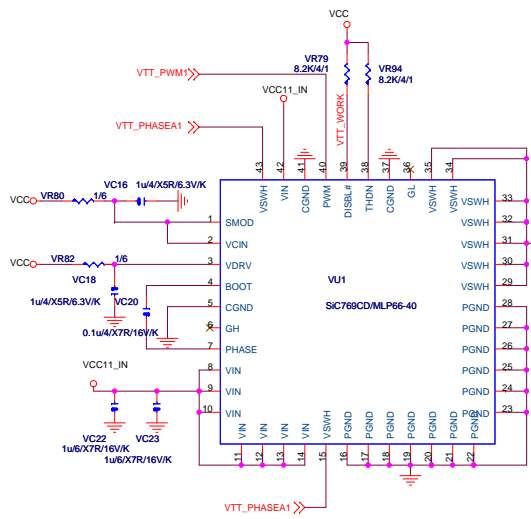 VCC
VR79
8.2K/4/1
VR94
8.2K/4/1
VTT_PWM1
VTT_WORK
VCC11_IN
VTT_PHASEA1
43
42
41
40
39
38
37
36
35
34
VSWH
VIN
CGND
PWM
DISBL#
THDN
CGND
GL
VSWH
VSWH
VCC
VR80
1/6
VC16
1u/4/X5R/6.3V/K
1
SMOD
2
VCIN
VCC
VR82
1/6
3
VDRV
VC18
1u/4/X5R/6.3V/K
VC20
0.1u/4/X7R/16V/K
4
BOOT
5
CGND
6
GH
7
PHASE
VCC11_IN
8
VIN
9
VIN
10
VIN
VC22
1u/6/X7R/16V/K
VC23
1u/6/X7R/16V/K
VU1
SiC769CD/MLP66-40
VSWH
33
VSWH
32
VSWH
31
VSWH
30
VSWH
29
PGND
28
PGND
27
PGND
26
PGND
25
PGND
24
PGND
23
VIN
VIN
VIN
VIN
VSWH
PGND
PGND
PGND
PGND
PGND
PGND
PGND
11
12
13
14
15
16
17
18
19
20
21
22
VTT_PHASEA1